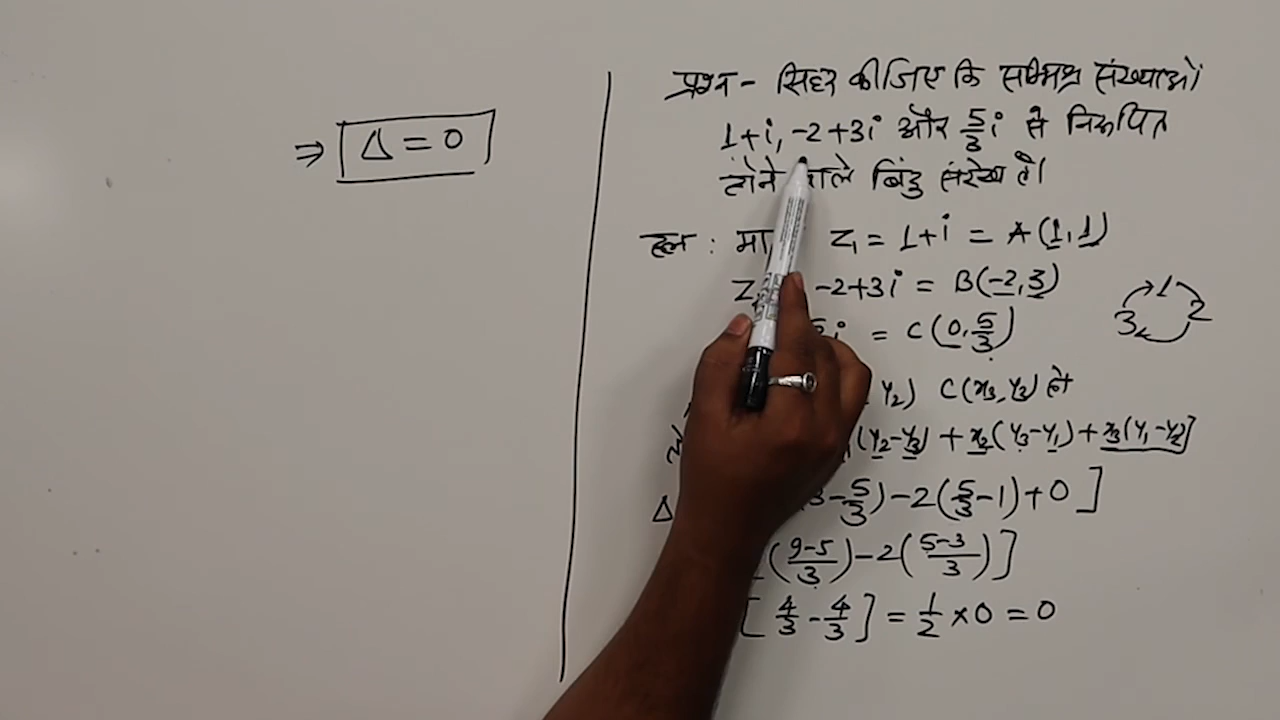 ⇒ Δ = 0
प्रश्न - सिद्ध कीजिए कि सम्मिश्र संख्याओं
1+i, -2+3i और 5/3 i से निरूपित
होने वाले बिंदु संरेख है।
हल : Z₁ = 1+i = A(1,1)
-2+3i = B(-2,3)
i = C(0,5/3)
1 2 3
y₂) C(x₃,y₃) हो
(y₂-y₃) + x₂(y₃-y₁) + x₃(y₁-y₂]
Δ 3-5/3) - 2(5/3-1) + 0 ]
(9-5/3) - 2(5-3/3) ]
[ 4/3 - 4/3 ] = 1/2 × 0 = 0